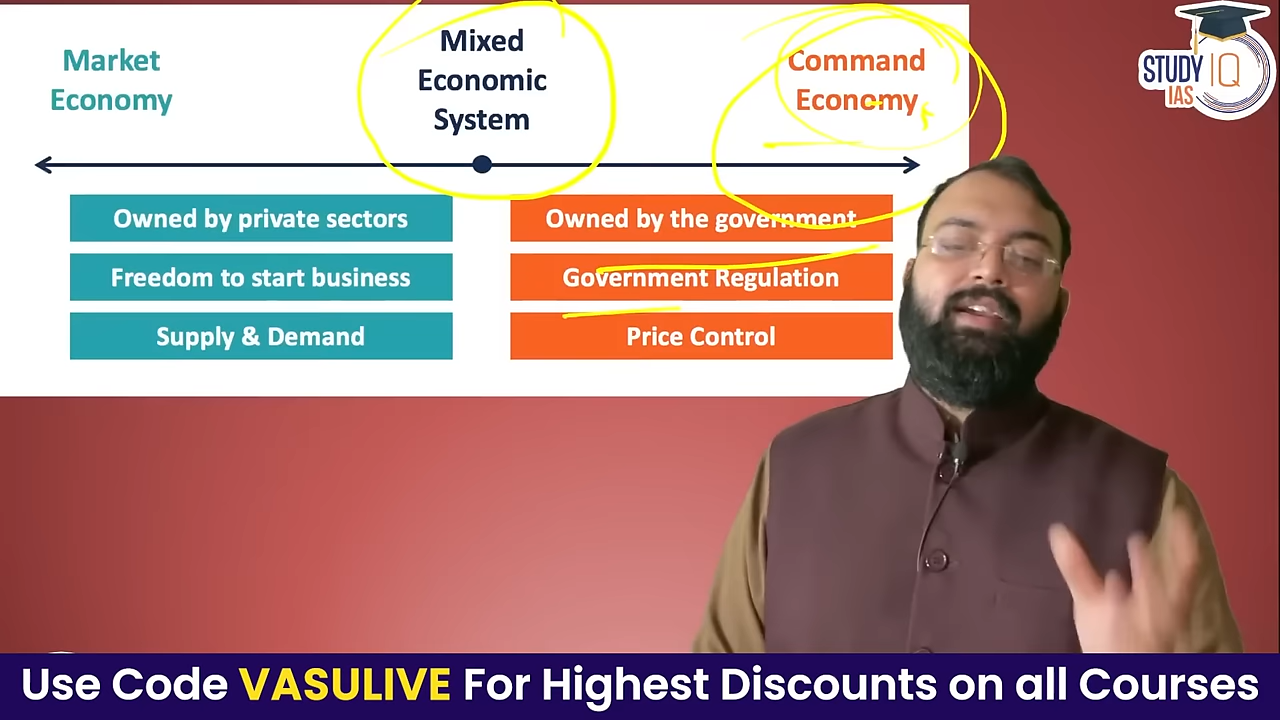 Market
Economy
Mixed
Economic
System
Command
Economy
Owned by private sectors
Freedom to start business
Supply & Demand
Owned by the government
Government Regulation
Price Control
STUDY IQ
IAS
Use Code VASULIVE For Highest Discounts on all Courses